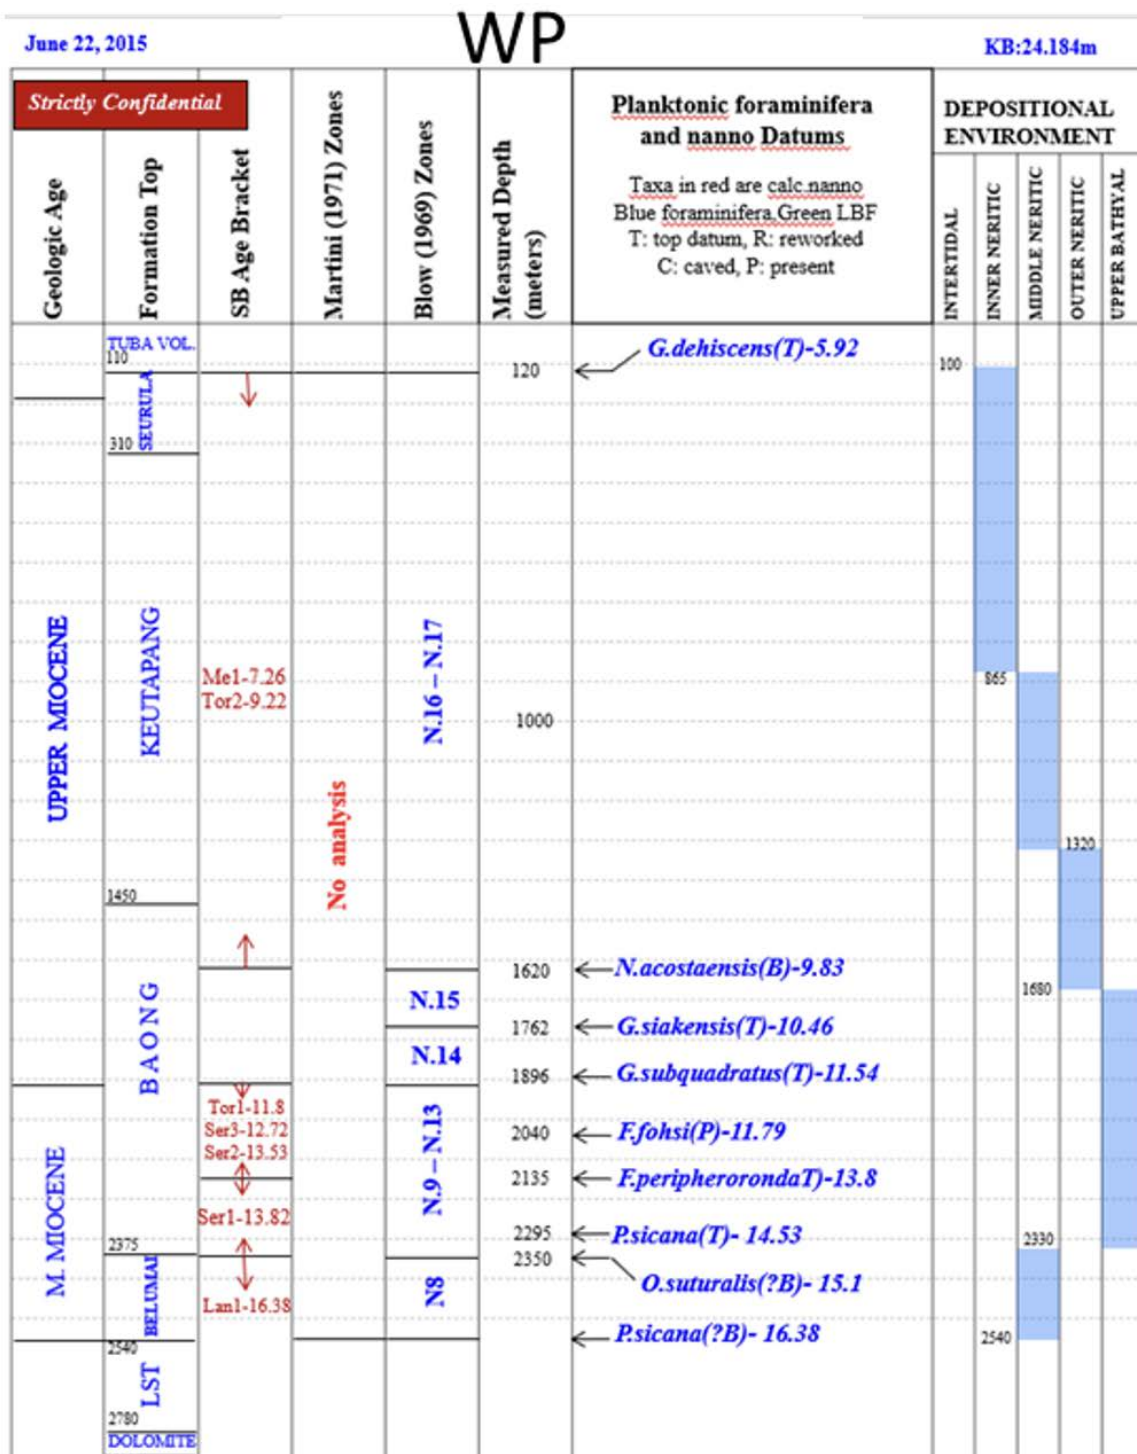 WP
June 22, 2015
KB:24.184m
Strictly Confidential
Geologic Age
Formation Top
SB Age Bracket
Martini (1971) Zones
Blow (1969) Zones
Measured Depth
(meters)
Planktonic foraminifera
and nanno Datums
Taxa in red are calc.nanno
Blue foraminifera,Green LBF
T: top datum, R: reworked
C: caved, P: present
DEPOSITIONAL
ENVIRONMENT
INTERTIDAL
INNER NERITIC
MIDDLE NERITIC
OUTER NERITIC
UPPER BATHYAL
TUBA VOL.
110
G.dehiscens(T)-5.92
120
100
SEURULA
310
UPPER MIOCENE
KEUTAPANG
Me1-7.26
Tor2-9.22
N.16 – N.17
865
1000
No analysis
1320
1450
BAONG
1620
N.acostaensis(B)-9.83
1680
N.15
1762
G.siakensis(T)-10.46
N.14
1896
G.subquadratus(T)-11.54
M. MIOCENE
Tor1-11.8
Ser3-12.72
Ser2-13.53
N.9 – N.13
2040
F.fohsi(P)-11.79
2135
F.peripherorondaT)-13.8
Ser1-13.82
2295
P.sicana(T)- 14.53
2330
2375
2350
O.suturalis(?B)- 15.1
BELUMAI
Lan1-16.38
N8
P.sicana(?B)- 16.38
2540
2540
LST
2780
DOLOMITE